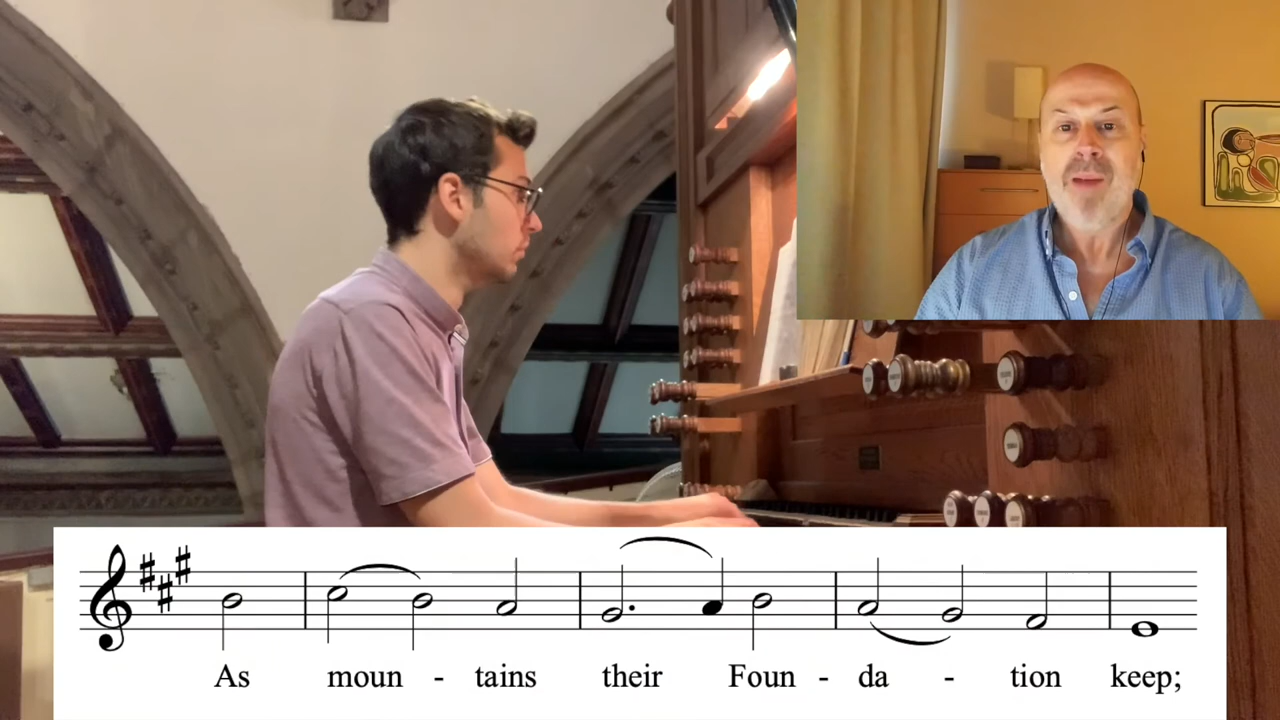 As moun - tains their Foun - da - tion keep;